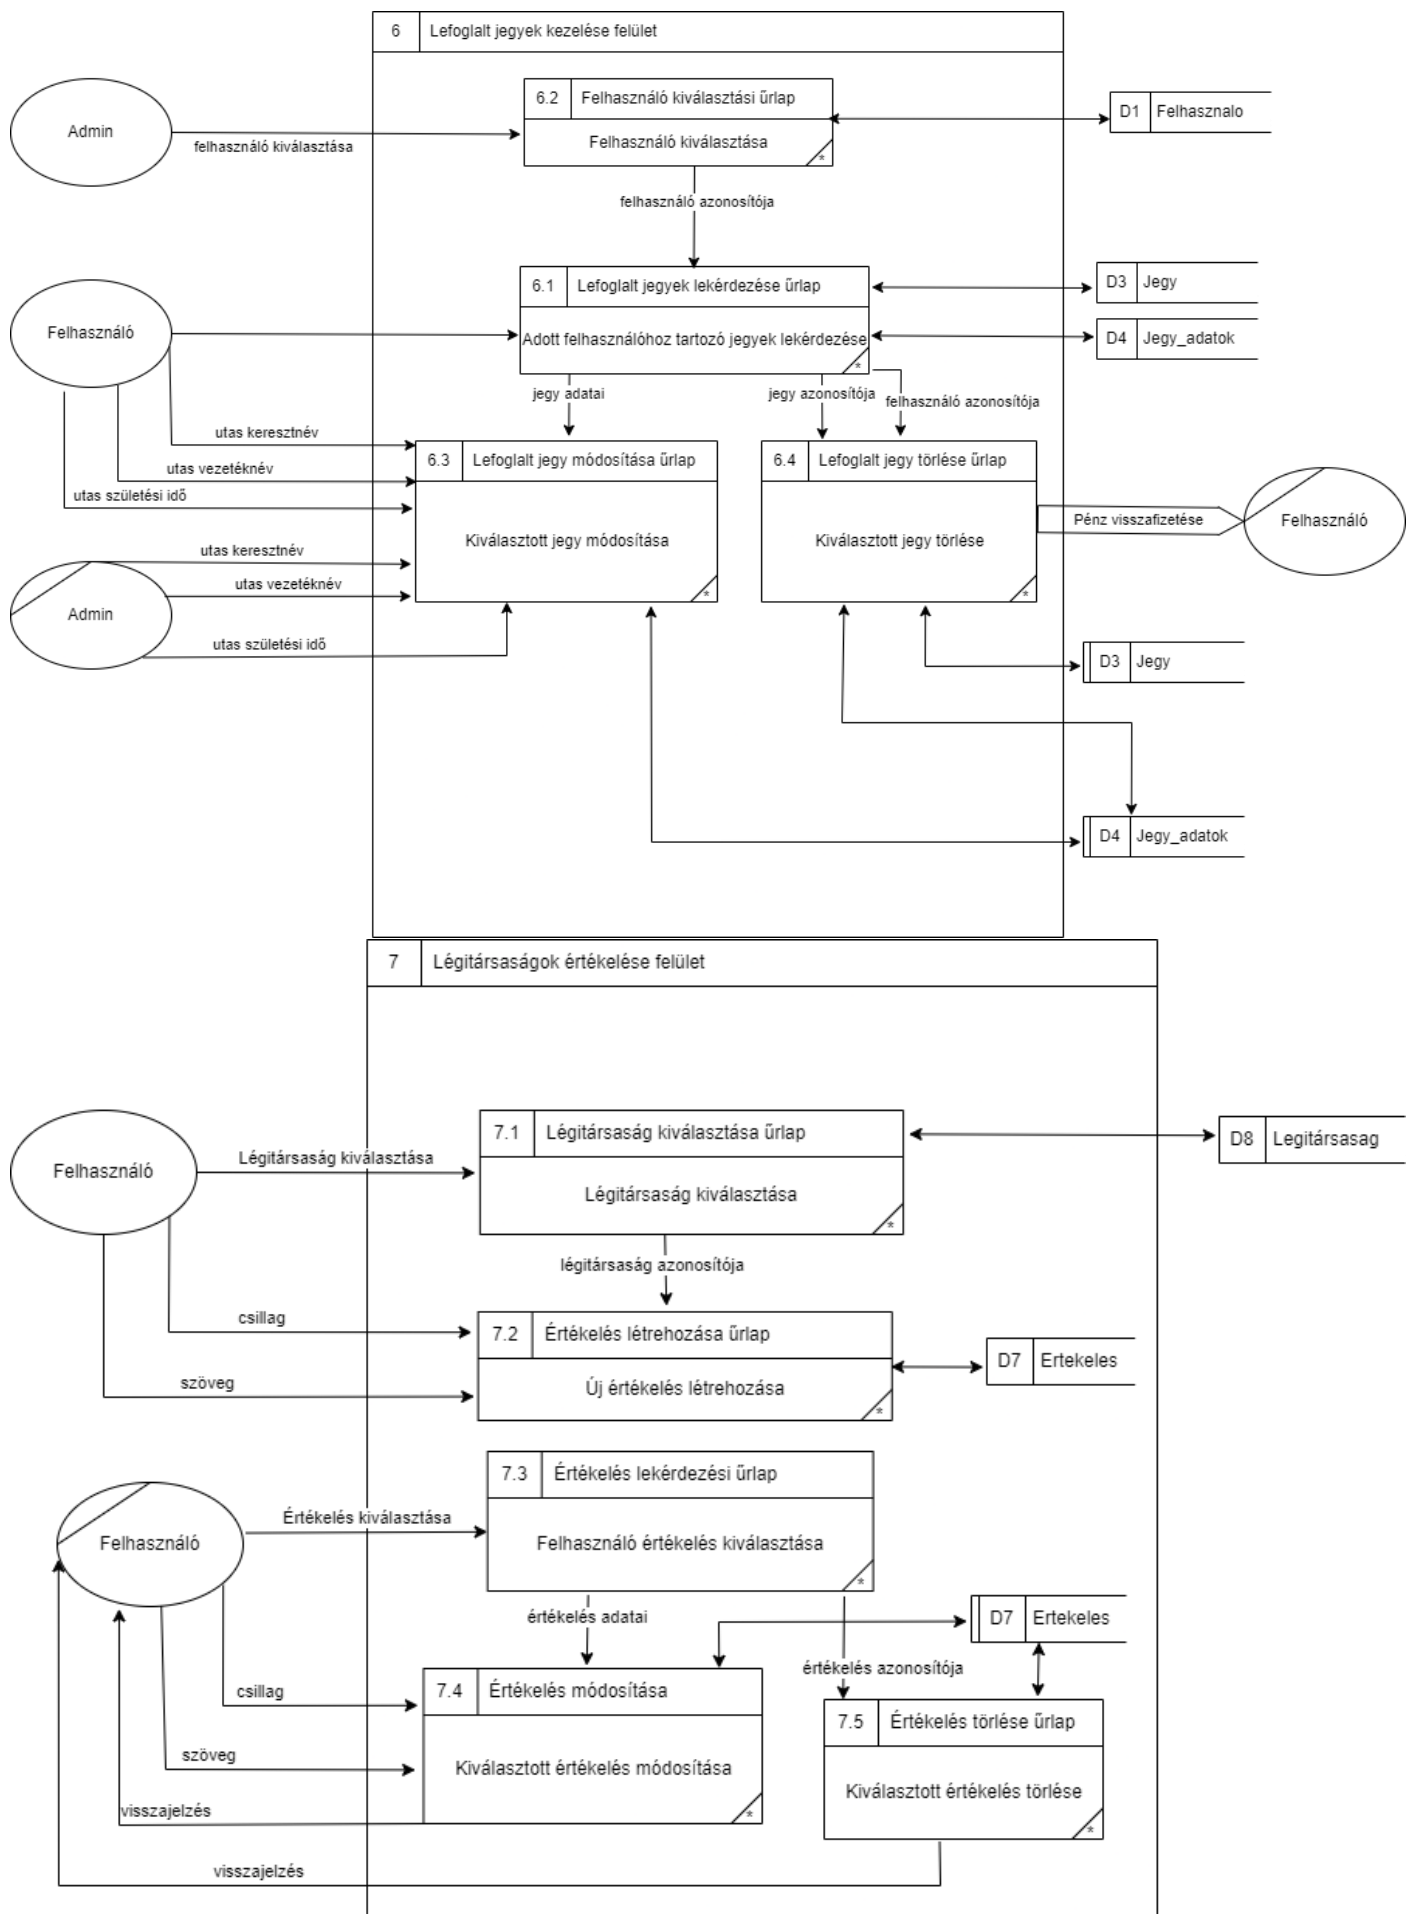 6
Lefoglalt jegyek kezelése felület
6.2
Felhasználó kiválasztási űrlap
Felhasználó kiválasztása
*
Admin
felhasználó kiválasztása
D1
Felhasznalo
felhasználó azonosítója
6.1
Lefoglalt jegyek lekérdezése űrlap
Adott felhasználóhoz tartozó jegyek lekérdezése
*
D3
Jegy
D4
Jegy_adatok
Felhasználó
jegy adatai
jegy azonosítója
felhasználó azonosítója
utas keresztnév
utas vezetéknév
utas születési idő
6.3
Lefoglalt jegy módosítása űrlap
Kiválasztott jegy módosítása
*
6.4
Lefoglalt jegy törlése űrlap
Kiválasztott jegy törlése
*
Pénz visszafizetése
Felhasználó
utas keresztnév
utas vezetéknév
Admin
utas születési idő
D3
Jegy
D4
Jegy_adatok
7
Légitársaságok értékelése felület
7.1
Légitársaság kiválasztása űrlap
Légitársaság kiválasztása
*
D8
Legitársasag
Felhasználó
Légitársaság kiválasztása
légitársaság azonosítója
csillag
szöveg
7.2
Értékelés létrehozása űrlap
Új értékelés létrehozása
*
D7
Ertekeles
7.3
Értékelés lekérdezési űrlap
Felhasználó értékelés kiválasztása
*
Értékelés kiválasztása
Felhasználó
értékelés adatai
D7
Ertekeles
értékelés azonosítója
csillag
szöveg
visszajelzés
7.4
Értékelés módosítása
Kiválasztott értékelés módosítása
*
7.5
Értékelés törlése űrlap
Kiválasztott értékelés törlése
*
visszajelzés